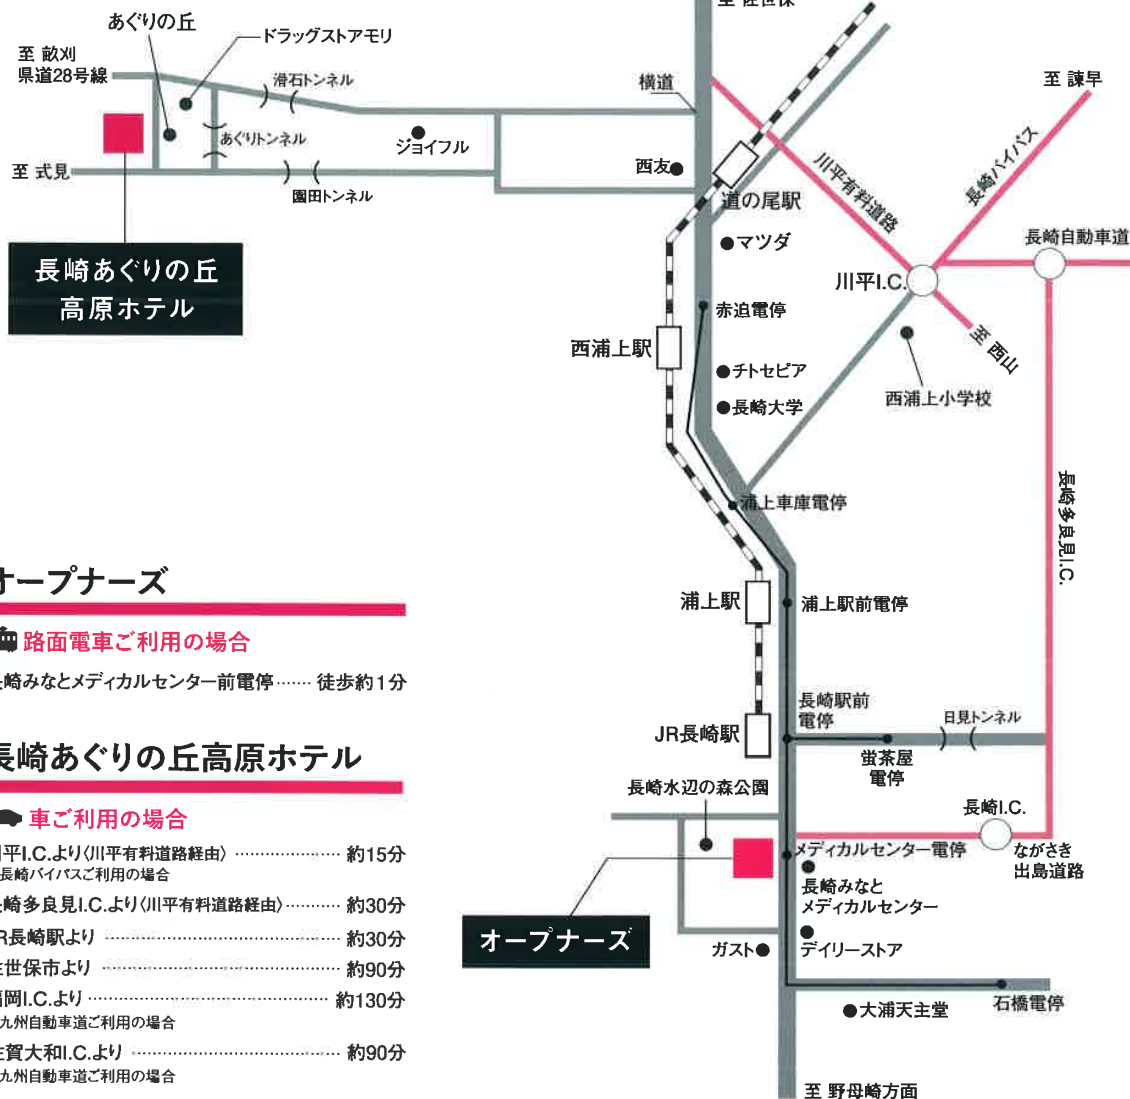 至 佐世保
あぐりの丘
ドラッグストアモリ
至 畝刈
県道28号線
滑石トンネル
横道
至 諫早
あぐりトンネル
ジョイフル
川平有料道路
長崎バイパス
西友
至 式見
園田トンネル
道の尾駅
マツダ
長崎自動車道
長崎あぐりの丘
高原ホテル
川平I.C.
赤迫電停
西浦上駅
至 西山
チトセピア
西浦上小学校
長崎大学
長崎多良見I.C.
浦上車庫電停
浦上駅
浦上駅前電停
長崎駅前
電停
日見トンネル
JR長崎駅
蛍茶屋
電停
長崎水辺の森公園
長崎I.C.
メディカルセンター電停
ながさき
出島道路
長崎みなと
メディカルセンター
オープナーズ
ガスト
デイリーストア
石橋電停
大浦天主堂
至 野母崎方面
オープナーズ
路面電車ご利用の場合
長崎みなとメディカルセンター前電停 …… 徒歩約1分
長崎あぐりの丘高原ホテル
車ご利用の場合
川平I.C.より〈川平有料道路経由〉 …………… 約15分
長崎バイパスご利用の場合
長崎多良見I.C.より〈川平有料道路経由〉 ……… 約30分
JR長崎駅より …………… 約30分
佐世保市より …………… 約90分
福岡I.C.より …………… 約130分
九州自動車道ご利用の場合
佐賀大和I.C.より …………… 約90分
九州自動車道ご利用の場合